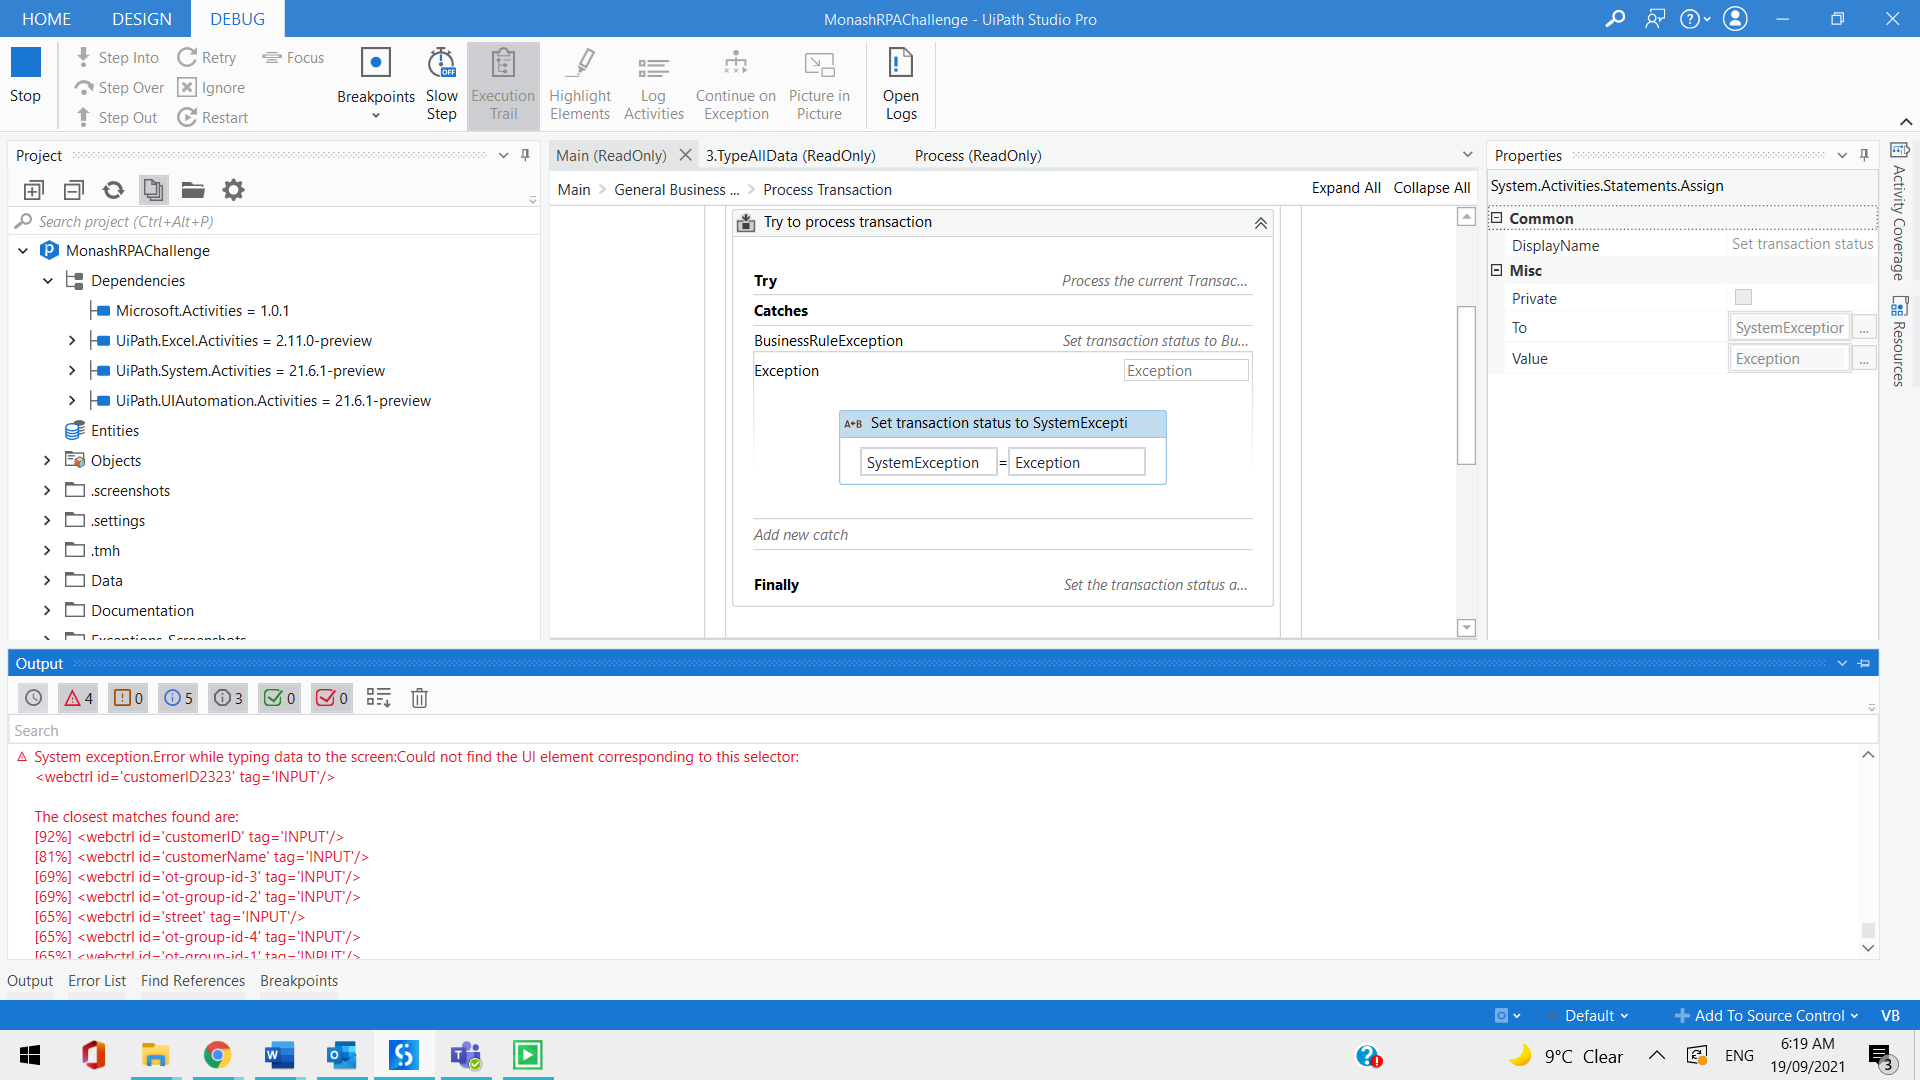 HOME DESIGN DEBUG MonashRPAChallenge - UiPath Studio Pro
Stop
Step Into Retry Focus
Step Over Ignore
Step Out Restart
Breakpoints
Slow Step
Execution Trail
Highlight Elements
Log Activities
Continue on Exception
Picture in Picture
Open Logs
Project
Search project (Ctrl+Alt+P)
MonashRPAChallenge
Dependencies
Microsoft.Activities = 1.0.1
UiPath.Excel.Activities = 2.11.0-preview
UiPath.System.Activities = 21.6.1-preview
UiPath.UIAutomation.Activities = 21.6.1-preview
Entities
Objects
.screenshots
.settings
.tmh
Data
Documentation
Exceptions_Screenshots
Main (ReadOnly) 3.TypeAllData (ReadOnly) Process (ReadOnly)
Main > General Business ... > Process Transaction Expand All Collapse All
Try to process transaction
Try Process the current Transac...
Catches
BusinessRuleException Set transaction status to Bu...
Exception Exception
A+B Set transaction status to SystemExcepti
SystemException = Exception
Add new catch
Finally Set the transaction status a...
Properties
System.Activities.Statements.Assign
Common
DisplayName Set transaction status
Misc
Private
To SystemException ...
Value Exception ...
Activity Coverage
Resources
Output
4 0 5 3 0 0
Search
System exception.Error while typing data to the screen:Could not find the UI element corresponding to this selector:
<webctrl id='customerID2323' tag='INPUT'/>
The closest matches found are:
[92%] <webctrl id='customerID' tag='INPUT'/>
[81%] <webctrl id='customerName' tag='INPUT'/>
[69%] <webctrl id='ot-group-id-3' tag='INPUT'/>
[69%] <webctrl id='ot-group-id-2' tag='INPUT'/>
[65%] <webctrl id='street' tag='INPUT'/>
[65%] <webctrl id='ot-group-id-4' tag='INPUT'/>
[65%] <webctrl id='ot-group-id-1' tag='INPUT'/>
Output Error List Find References Breakpoints
Default Add To Source Control VB
9°C Clear ENG 6:19 AM
19/09/2021
3